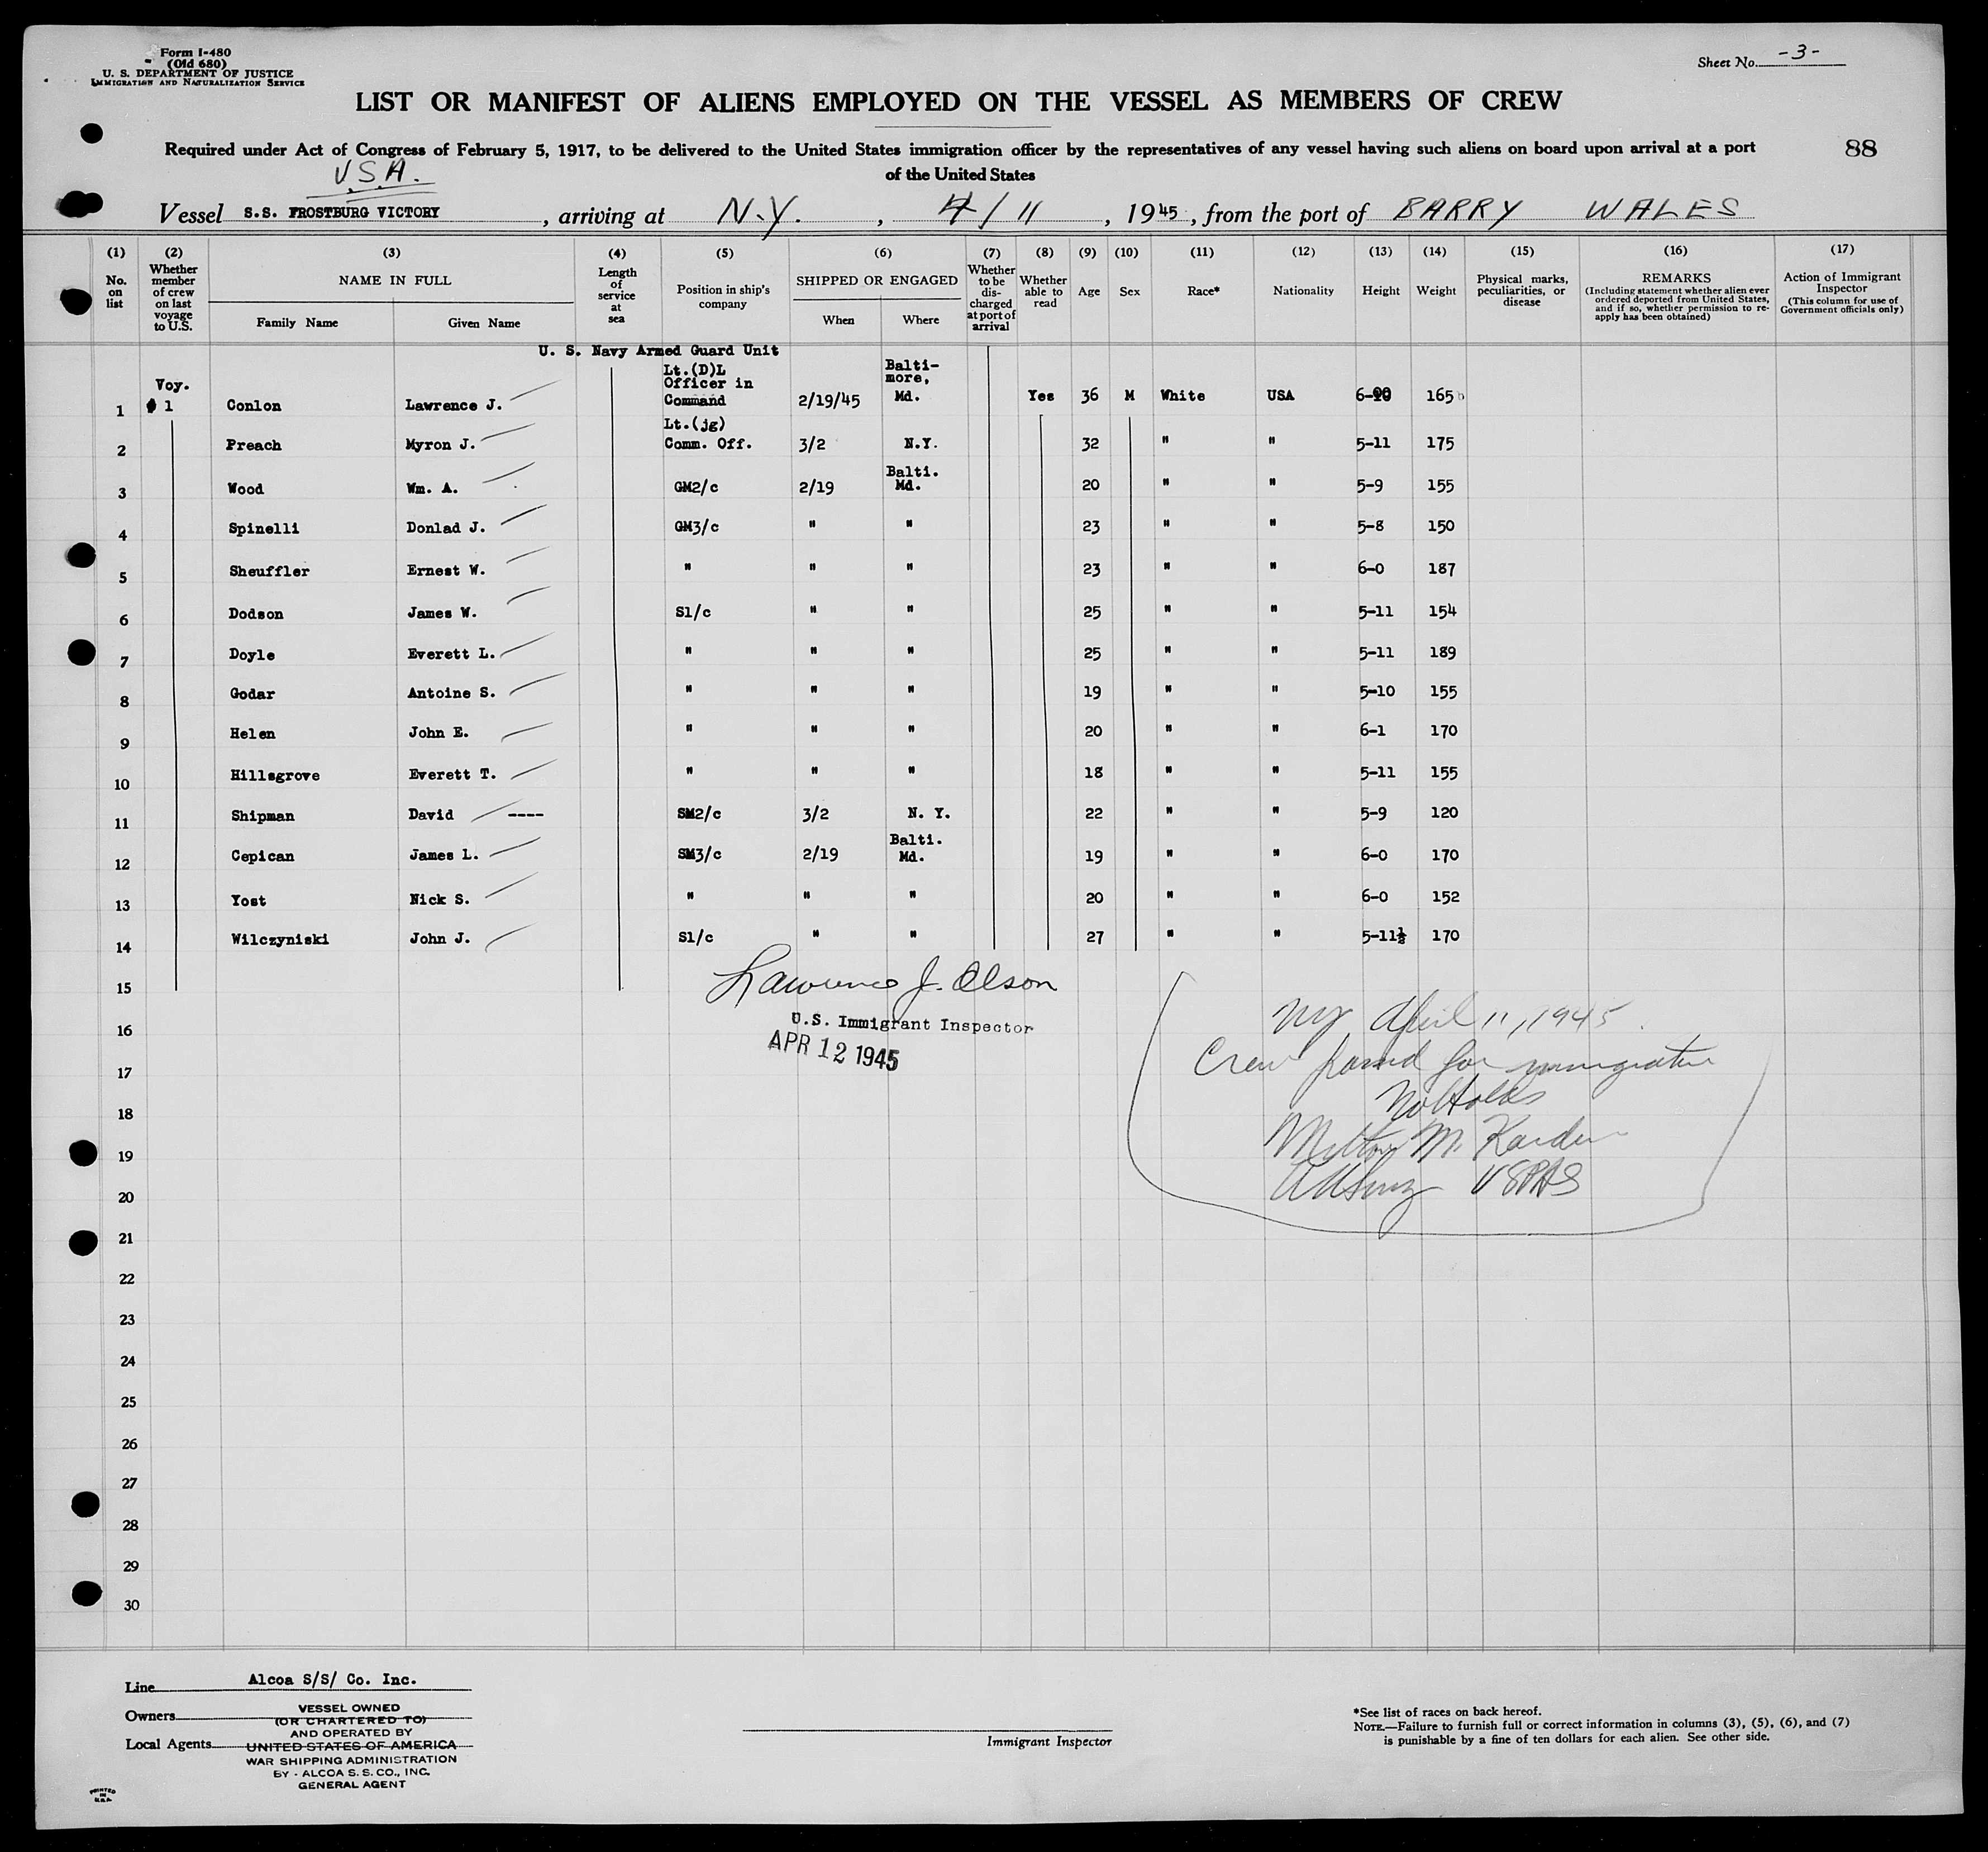 Form I-480
(Old 680)
U. S. DEPARTMENT OF JUSTICE
IMMIGRATION AND NATURALIZATION SERVICE
Sheet No. -3-
LIST OR MANIFEST OF ALIENS EMPLOYED ON THE VESSEL AS MEMBERS OF CREW
Required under Act of Congress of February 5, 1917, to be delivered to the United States immigration officer by the representatives of any vessel having such aliens on board upon arrival at a port
of the United States
88
USA.
Vessel S.S. FROSTBURG VICTORY, arriving at N.Y., 4/11, 1945, from the port of BARRY WALES
(1) No. on list
(2) Whether member of crew on last voyage to U.S.
(3) NAME IN FULL
Family Name Given Name
(4) Length of service at sea
(5) Position in ship's company
(6) SHIPPED OR ENGAGED
When Where
(7) Whether to be discharged at port of arrival
(8) Whether able to read
(9) Age
(10) Sex
(11) Race*
(12) Nationality
(13) Height
(14) Weight
(15) Physical marks, peculiarities, or disease
(16) REMARKS
(Including statement whether alien ever ordered deported from United States, and if so, whether permission to reapply has been obtained)
(17) Action of Immigrant Inspector
(This column for use of Government officials only)
U. S. Navy Armed Guard Unit
1 Voy. 1 Conlon Lawrence J. Lt.(D)L Officer in Command 2/19/45 Baltimore, Md. Yes 36 M White USA 6- 165
2 Preach Myron J. Lt.(jg) Comm. Off. 3/2 N.Y. 32 " " 5-11 175
3 Wood Wm. A. GM2/c 2/19 Balti. Md. 20 " " 5-9 155
4 Spinelli Donlad J. GM3/c " " 23 " " 5-8 150
5 Sheuffler Ernest W. " " " 23 " " 6-0 187
6 Dodson James W. S1/c " " 25 " " 5-11 154
7 Doyle Everett L. " " " 25 " " 5-11 189
8 Godar Antoine S. " " " 19 " " 5-10 155
9 Helen John E. " " " 20 " " 6-1 170
10 Hillsgrove Everett T. " " " 18 " " 5-11 155
11 Shipman David ---- SM2/c 3/2 N. Y. 22 " " 5-9 120
12 Cepican James L. SM3/c 2/19 Balti. Md. 19 " " 6-0 170
13 Yost Nick S. " " " 20 " " 6-0 152
14 Wilczyniski John J. S1/c " " 27 " " 5-11½ 170
15
Lawrence J. Olson
U.S. Immigrant Inspector
APR 12 1945
NY April 11, 1945
Crew passed for immigration
No Holds
Milton M.
USPHS
16
17
18
19
20
21
22
23
24
25
26
27
28
29
30
Line Alcoa S/S/ Co. Inc.
Owners
Local Agents
VESSEL OWNED
(OR CHARTERED TO)
AND OPERATED BY
UNITED STATES OF AMERICA
WAR SHIPPING ADMINISTRATION
BY - ALCOA S. S. CO., INC.
GENERAL AGENT
Immigrant Inspector
*See list of races on back hereof.
NOTE.—Failure to furnish full or correct information in columns (3), (5), (6), and (7)
is punishable by a fine of ten dollars for each alien. See other side.
PRINTED
IN
U.S.A.